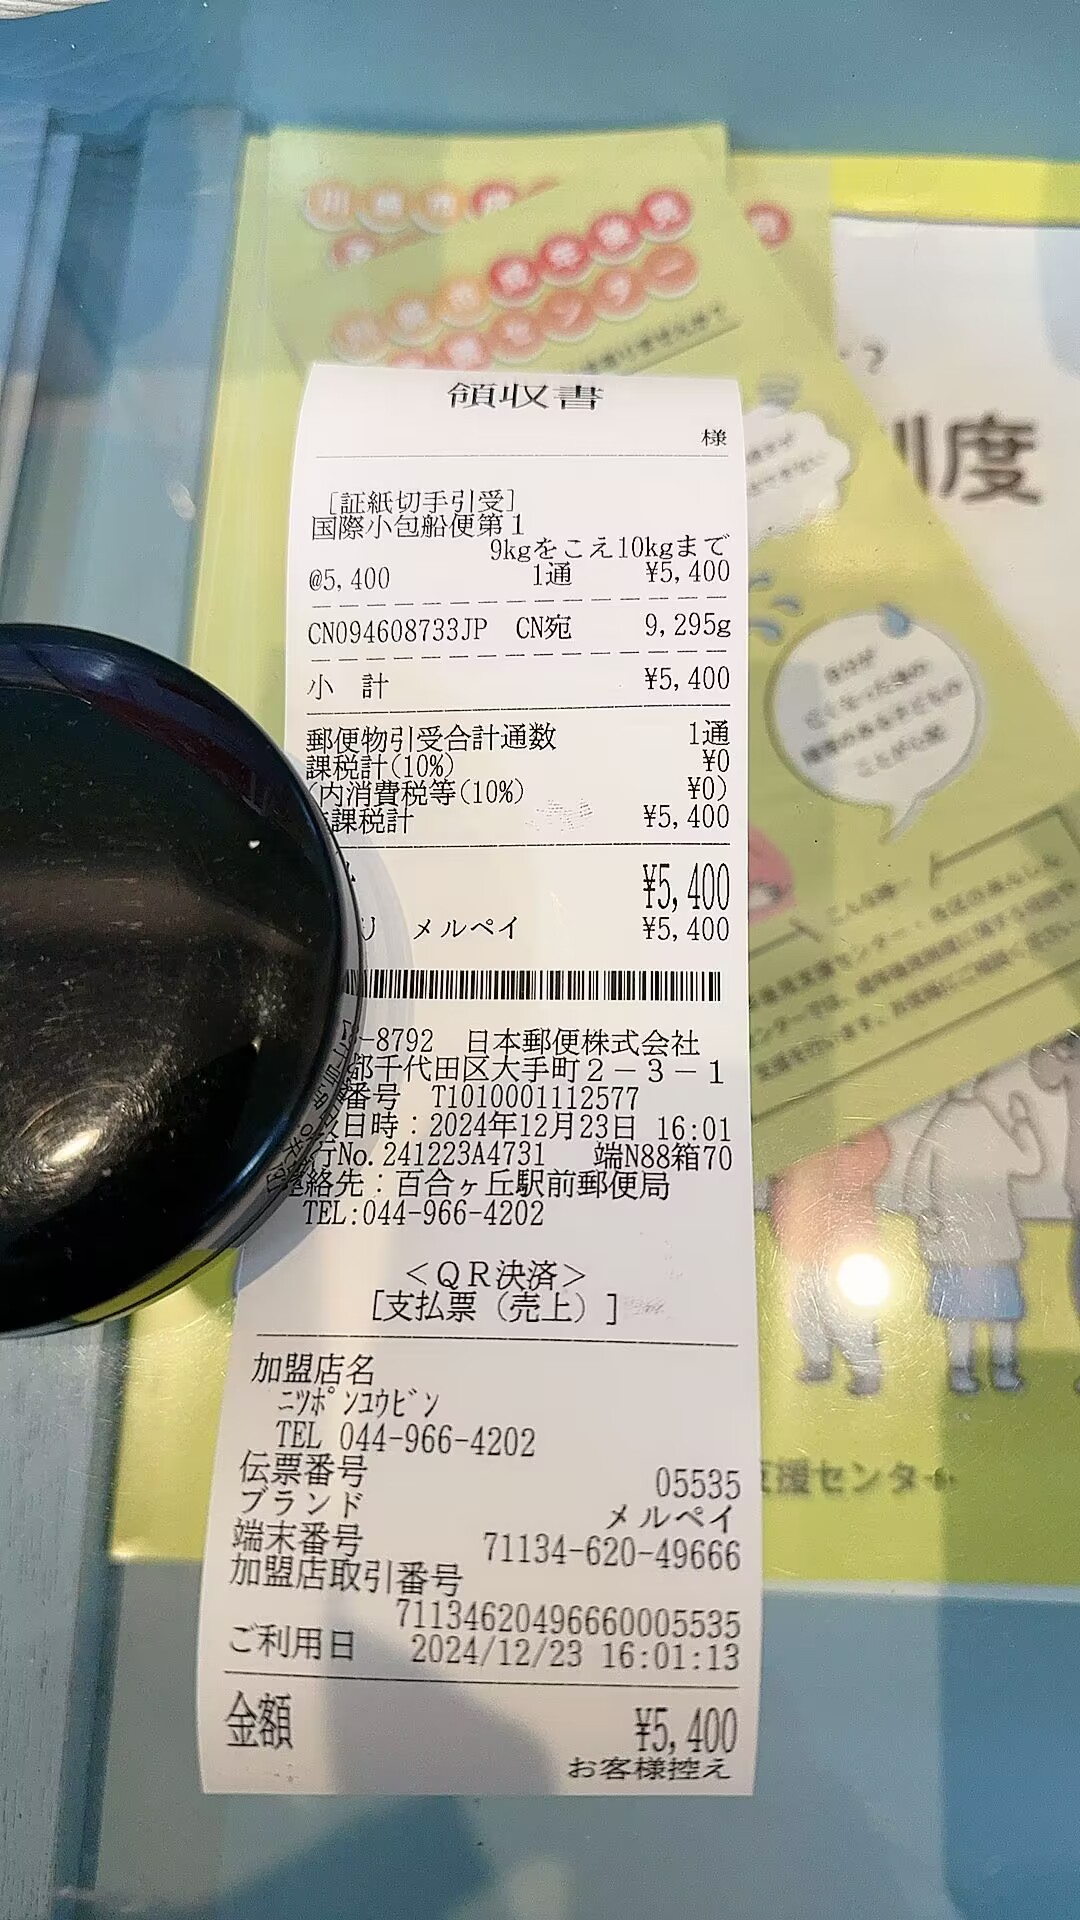 領収書
様
[証紙切手引受]
国際小包船便第1
9kgをこえ10kgまで
@5,400 1通 ¥5,400
CN094608733JP CN宛 9,295g
小 計 ¥5,400
郵便物引受合計通数 1通
課税計(10%) ¥0
(内消費税等(10%) ¥0)
課税計 ¥5,400
¥5,400
メルペイ ¥5,400
-8792 日本郵便株式会社
都千代田区大手町2-3-1
番号 T1010001112577
日時：2024年12月23日 16:01
行No.241223A4731 端N88箱70
連絡先：百合ヶ丘駅前郵便局
TEL:044-966-4202
<QR決済>
[支払票（売上）]
加盟店名
ﾆﾂﾎﾟﾝﾕｳﾋﾞﾝ
TEL 044-966-4202
伝票番号 05535
ブランド メルペイ
端末番号 71134-620-49666
加盟店取引番号
71134620496660005535
ご利用日 2024/12/23 16:01:13
金額 ¥5,400
お客様控え
度
支援センター